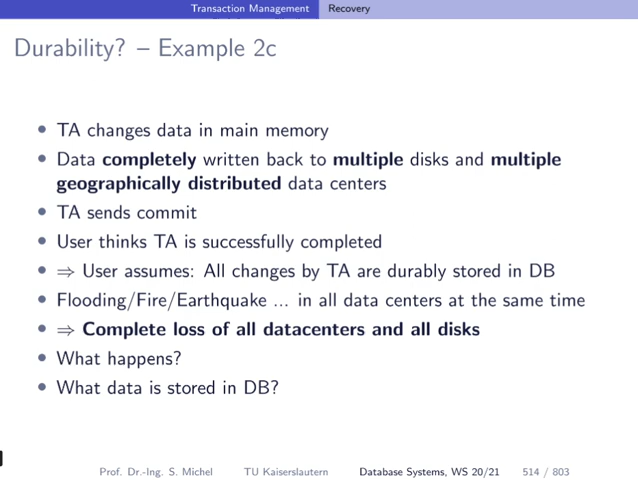 Transaction Management Recovery
Durability? – Example 2c
• TA changes data in main memory
• Data completely written back to multiple disks and multiple
geographically distributed data centers
• TA sends commit
• User thinks TA is successfully completed
• ⇒ User assumes: All changes by TA are durably stored in DB
• Flooding/Fire/Earthquake ... in all data centers at the same time
• ⇒ Complete loss of all datacenters and all disks
• What happens?
• What data is stored in DB?
Prof. Dr.-Ing. S. Michel TU Kaiserslautern Database Systems, WS 20/21 514 / 803